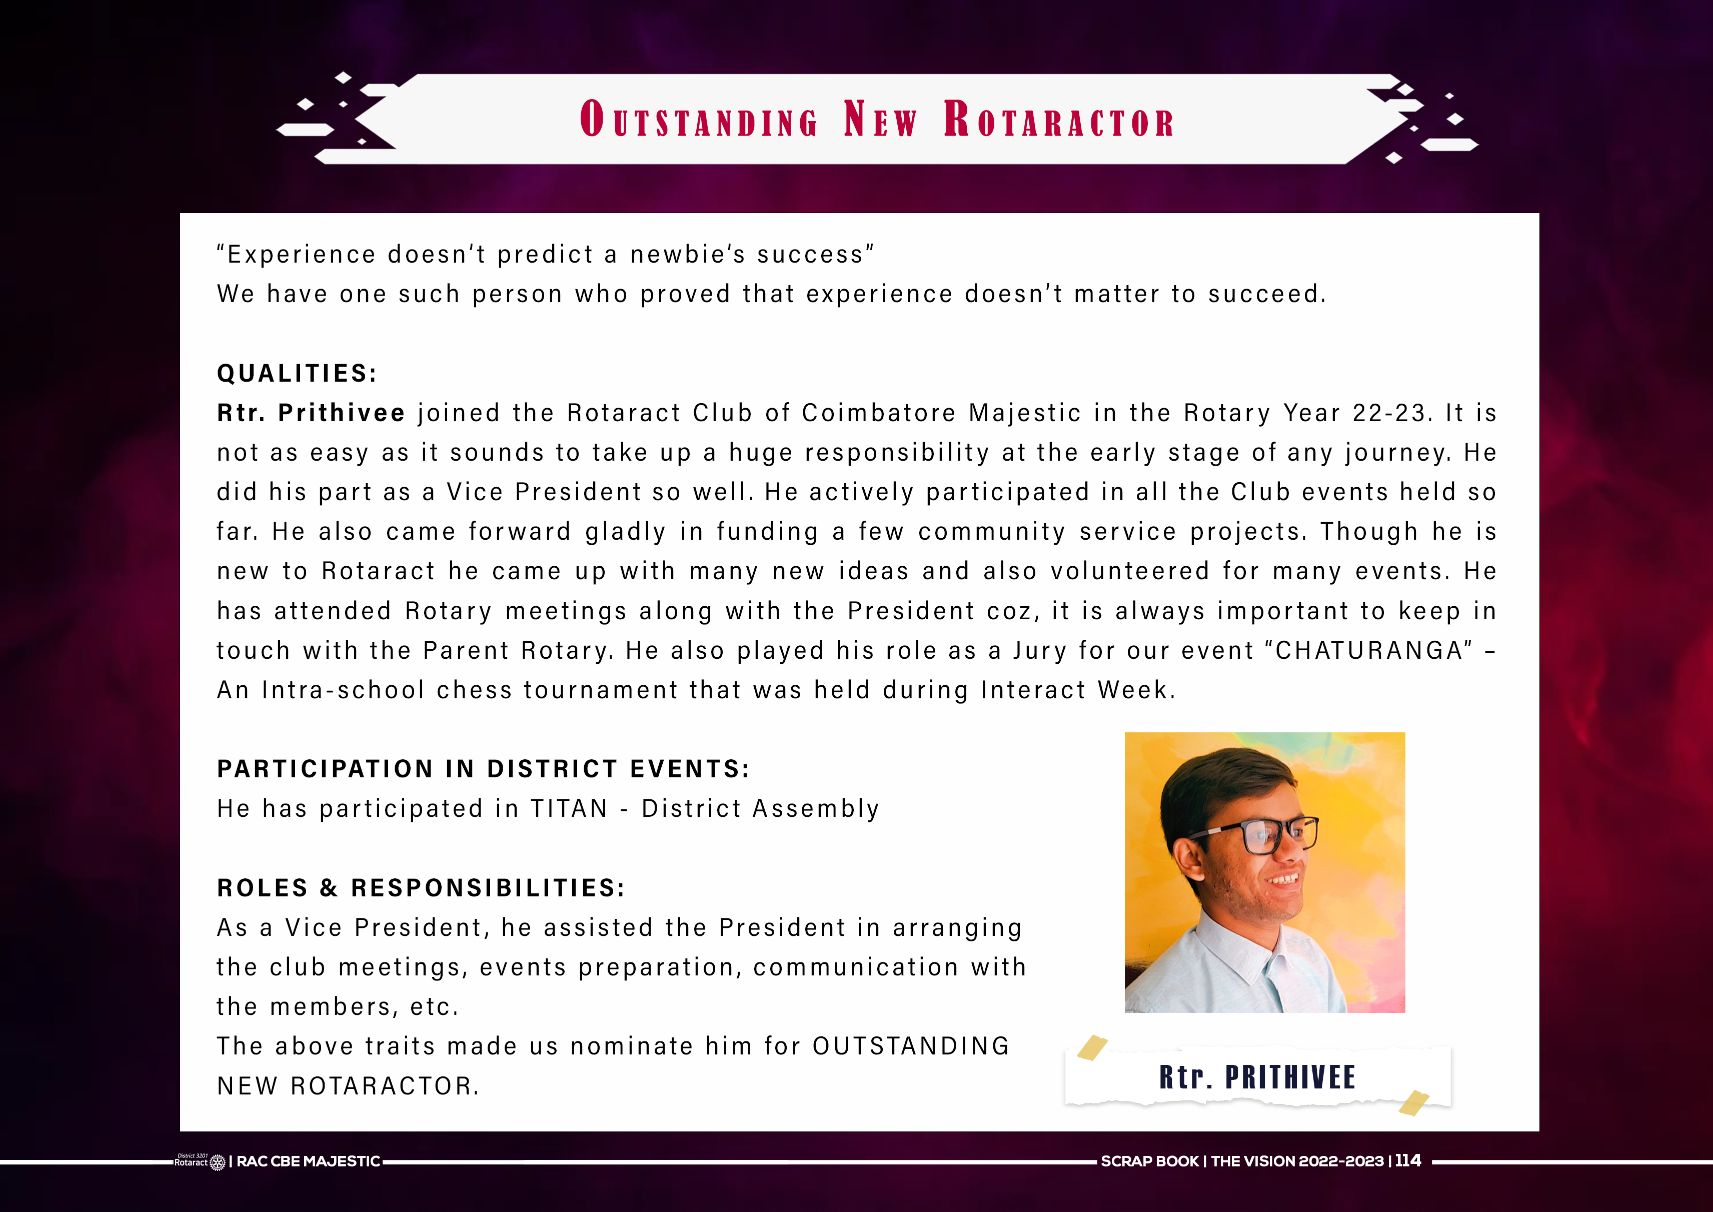 OUTSTANDING NEW ROTARACTOR
“Experience doesn’t predict a newbie‘s success”
We have one such person who proved that experience doesn’t matter to succeed.
QUALITIES:
Rtr. Prithivee joined the Rotaract Club of Coimbatore Majestic in the Rotary Year 22-23. It is
not as easy as it sounds to take up a huge responsibility at the early stage of any journey. He
did his part as a Vice President so well. He actively participated in all the Club events held so
far. He also came forward gladly in funding a few community service projects. Though he is
new to Rotaract he came up with many new ideas and also volunteered for many events. He
has attended Rotary meetings along with the President coz, it is always important to keep in
touch with the Parent Rotary. He also played his role as a Jury for our event “CHATURANGA” –
An Intra-school chess tournament that was held during Interact Week.
PARTICIPATION IN DISTRICT EVENTS:
He has participated in TITAN - District Assembly
ROLES & RESPONSIBILITIES:
As a Vice President, he assisted the President in arranging
the club meetings, events preparation, communication with
the members, etc.
The above traits made us nominate him for OUTSTANDING
NEW ROTARACTOR.
Rtr. PRITHIVEE
District 3201
Rotaract | RAC CBE MAJESTIC
SCRAP BOOK | THE VISION 2022-2023 | 114